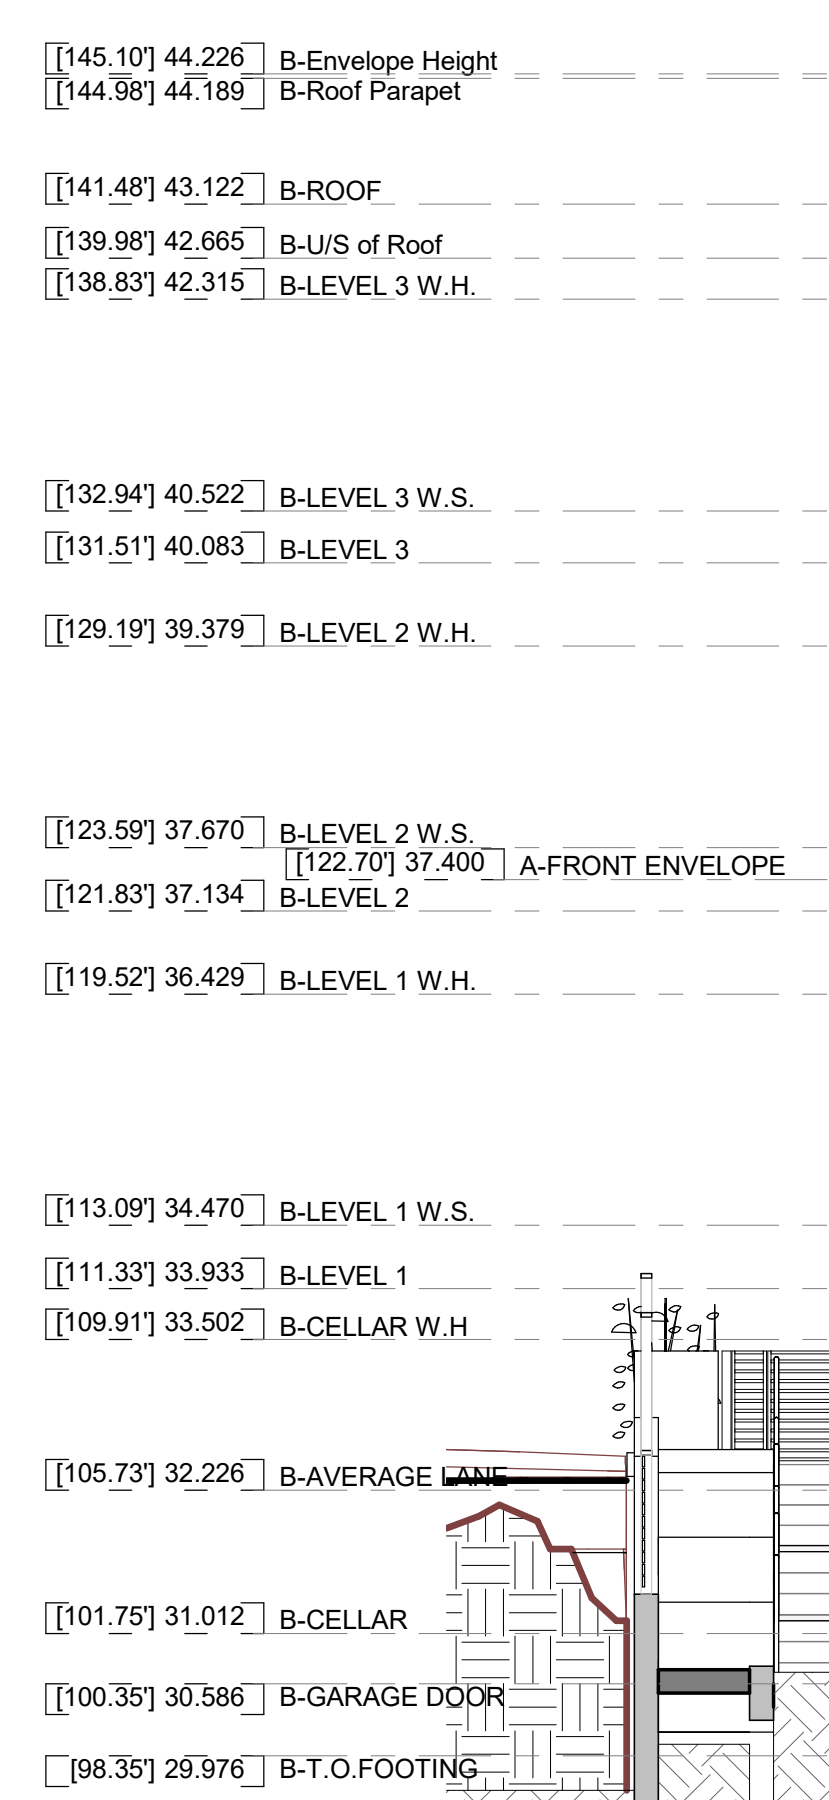 [145.10'] 44.226 B-Envelope Height
[144.98'] 44.189 B-Roof Parapet
[141.48'] 43.122 B-ROOF
[139.98'] 42.665 B-U/S of Roof
[138.83'] 42.315 B-LEVEL 3 W.H.
[132.94'] 40.522 B-LEVEL 3 W.S.
[131.51'] 40.083 B-LEVEL 3
[129.19'] 39.379 B-LEVEL 2 W.H.
[123.59'] 37.670 B-LEVEL 2 W.S.
[122.70'] 37.400 A-FRONT ENVELOPE
[121.83'] 37.134 B-LEVEL 2
[119.52'] 36.429 B-LEVEL 1 W.H.
[113.09'] 34.470 B-LEVEL 1 W.S.
[111.33'] 33.933 B-LEVEL 1
[109.91'] 33.502 B-CELLAR W.H
[105.73'] 32.226 B-AVERAGE LANE
[101.75'] 31.012 B-CELLAR
[100.35'] 30.586 B-GARAGE DOOR
[98.35'] 29.976 B-T.O.FOOTING